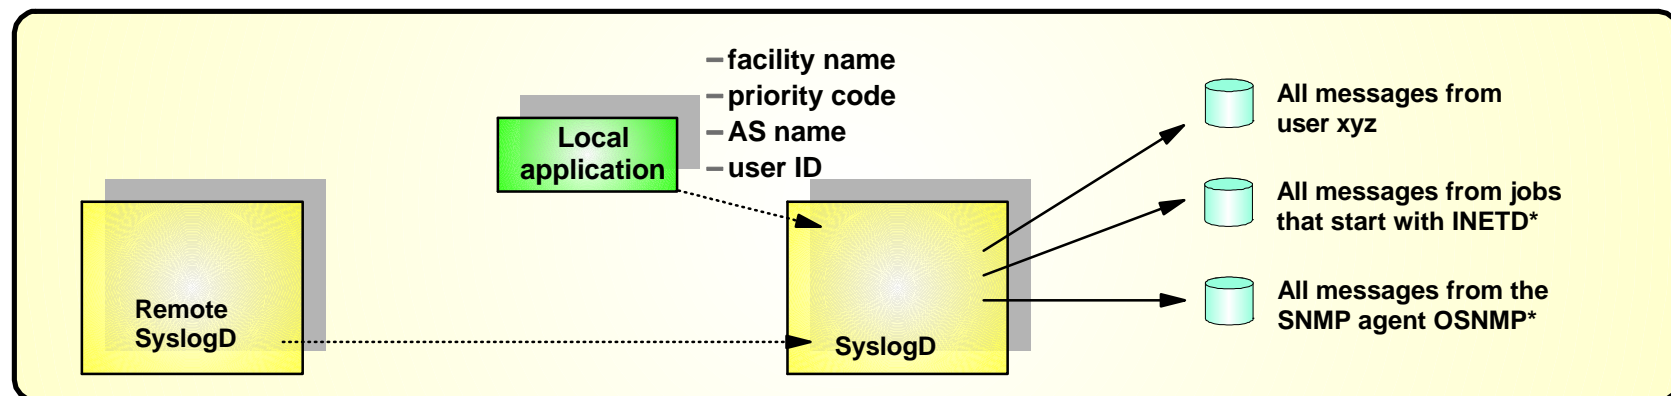 – facility name
– priority code
– AS name
– user ID
Local
application
Remote
SyslogD
SyslogD
All messages from
user xyz
All messages from jobs
that start with INETD*
All messages from the
SNMP agent OSNMP*